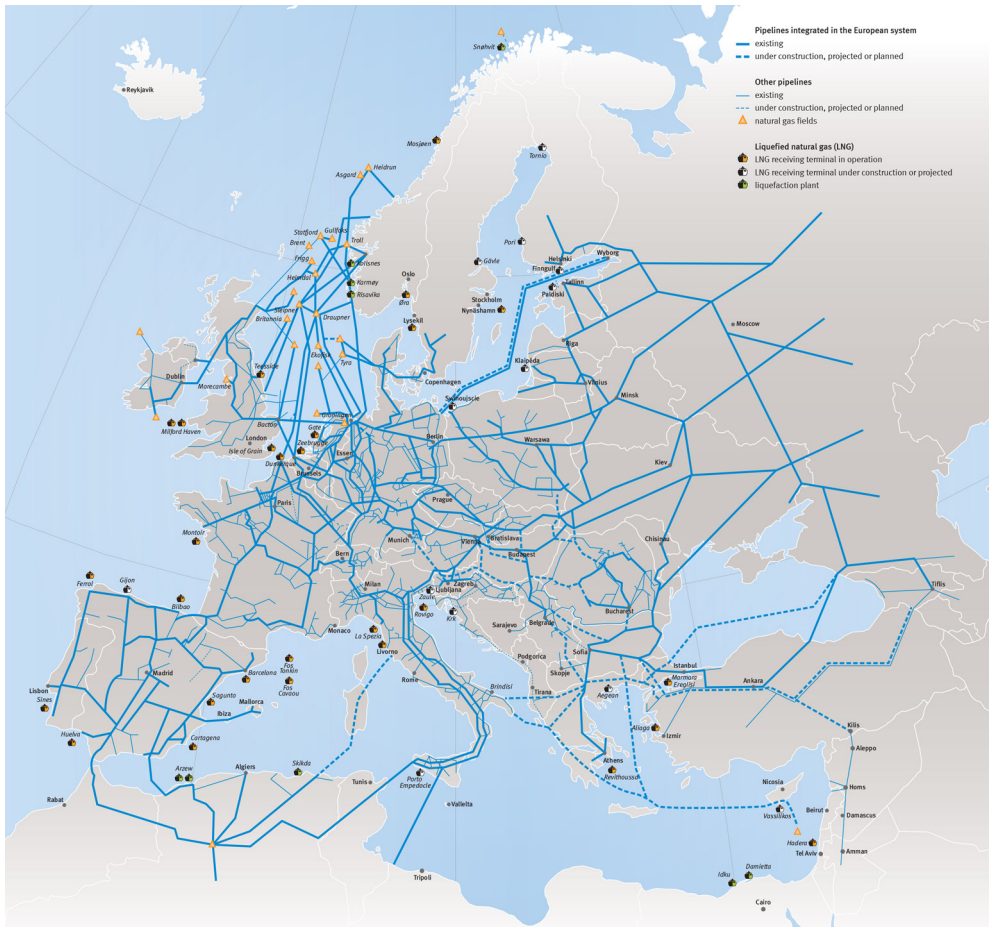 Pipelines integrated in the European system
existing
under construction, projected or planned
Other pipelines
existing
under construction, projected or planned
natural gas fields
Liquefied natural gas (LNG)
LNG receiving terminal in operation
LNG receiving terminal under construction or projected
liquefaction plant
Snøhvit
Reykjavik
Mosjøen
Tornio
Heidrun
Asgard
Statfjord
Gullfaks
Brent
Troll
Frigg
Heimdal
Kollsnes
Karmøy
Risavika
Sleipner
Britannia
Draupner
Ekofisk
Tyra
Oslo
Øra
Lysekil
Pori
Gävle
Helsinki
Finngulf
Wyborg
Tallinn
Paldiski
Stockholm
Nynäshamn
Riga
Moscow
Klaipėda
Vilnius
Minsk
Copenhagen
Swinoujscie
Teesside
Dublin
Morecambe
Milford Haven
Bacton
London
Isle of Grain
Gate
Zeebrugge
Dunkerque
Brussels
Essen
Berlin
Warsawa
Kiev
Paris
Prague
Montoir
Munich
Vienna
Bratislava
Budapest
Chisinau
Bern
Milan
Ljubljana
Zagreb
Zaule
Rovigo
Krk
Belgrade
Bucharest
Tiflis
Ferrol
Gijon
Bilbao
Monaco
La Spezia
Livorno
Sarajevo
Podgorica
Sofia
Skopje
Tirana
Istanbul
Marmara
Ereglisi
Ankara
Madrid
Barcelona
Fos
Tonkin
Fos
Cavaou
Rome
Brindisi
Aegean
Lisbon
Sines
Sagunto
Mallorca
Ibiza
Huelva
Cartagena
Aliaga
Izmir
Kilis
Aleppo
Athens
Revithoussa
Arzew
Algiers
Skikda
Tunis
Porto
Empedocle
Nicosia
Vassilikos
Homs
Beirut
Damascus
Rabat
Valletta
Hadera
Tel Aviv
Amman
Tripoli
Idku
Damietta
Cairo